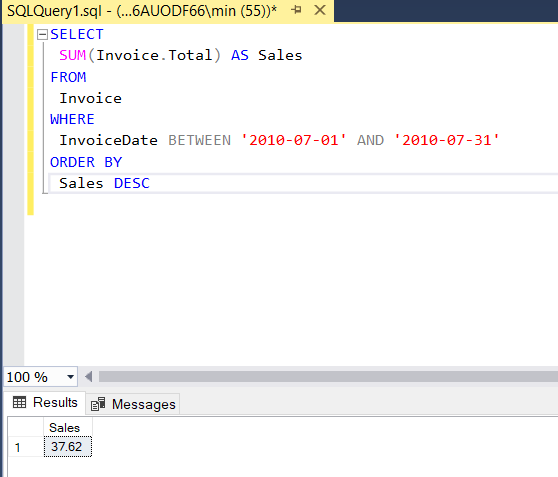 SQLQuery1.sql - (...6AUODF66\min (55))*
SELECT
SUM(Invoice.Total) AS Sales
FROM
Invoice
WHERE
InvoiceDate BETWEEN '2010-07-01' AND '2010-07-31'
ORDER BY
Sales DESC
100 %
Results Messages
Sales
1 37.62